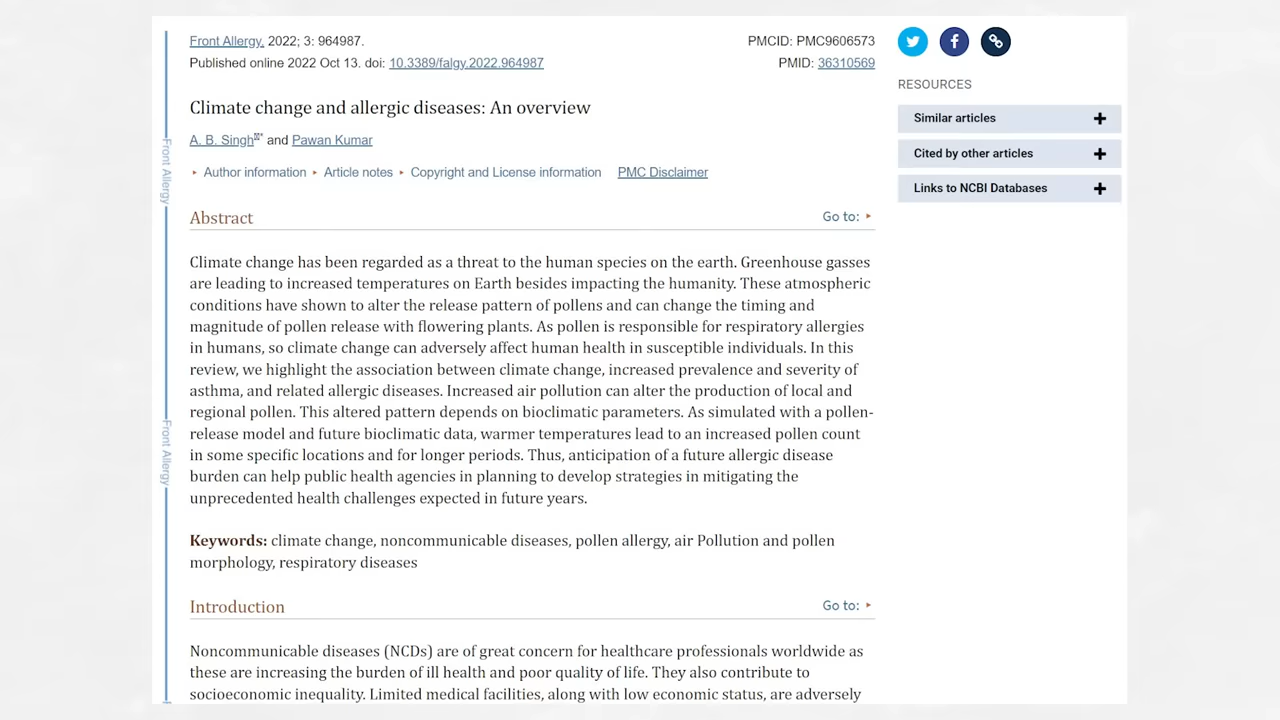 Front Allergy. 2022; 3: 964987.
PMCID: PMC9606573
Published online 2022 Oct 13. doi: 10.3389/falgy.2022.964987
PMID: 36310569
Climate change and allergic diseases: An overview
A. B. Singh✉* and Pawan Kumar
▸ Author information ▸ Article notes ▸ Copyright and License information PMC Disclaimer
Abstract
Go to: ▸
Climate change has been regarded as a threat to the human species on the earth. Greenhouse gasses
are leading to increased temperatures on Earth besides impacting the humanity. These atmospheric
conditions have shown to alter the release pattern of pollens and can change the timing and
magnitude of pollen release with flowering plants. As pollen is responsible for respiratory allergies
in humans, so climate change can adversely affect human health in susceptible individuals. In this
review, we highlight the association between climate change, increased prevalence and severity of
asthma, and related allergic diseases. Increased air pollution can alter the production of local and
regional pollen. This altered pattern depends on bioclimatic parameters. As simulated with a pollen-
release model and future bioclimatic data, warmer temperatures lead to an increased pollen count
in some specific locations and for longer periods. Thus, anticipation of a future allergic disease
burden can help public health agencies in planning to develop strategies in mitigating the
unprecedented health challenges expected in future years.
Keywords: climate change, noncommunicable diseases, pollen allergy, air Pollution and pollen
morphology, respiratory diseases
Introduction
Go to: ▸
Noncommunicable diseases (NCDs) are of great concern for healthcare professionals worldwide as
these are increasing the burden of ill health and poor quality of life. They also contribute to
socioeconomic inequality. Limited medical facilities, along with low economic status, are adversely
Front Allergy
Front Allergy
RESOURCES
Similar articles
Cited by other articles
Links to NCBI Databases